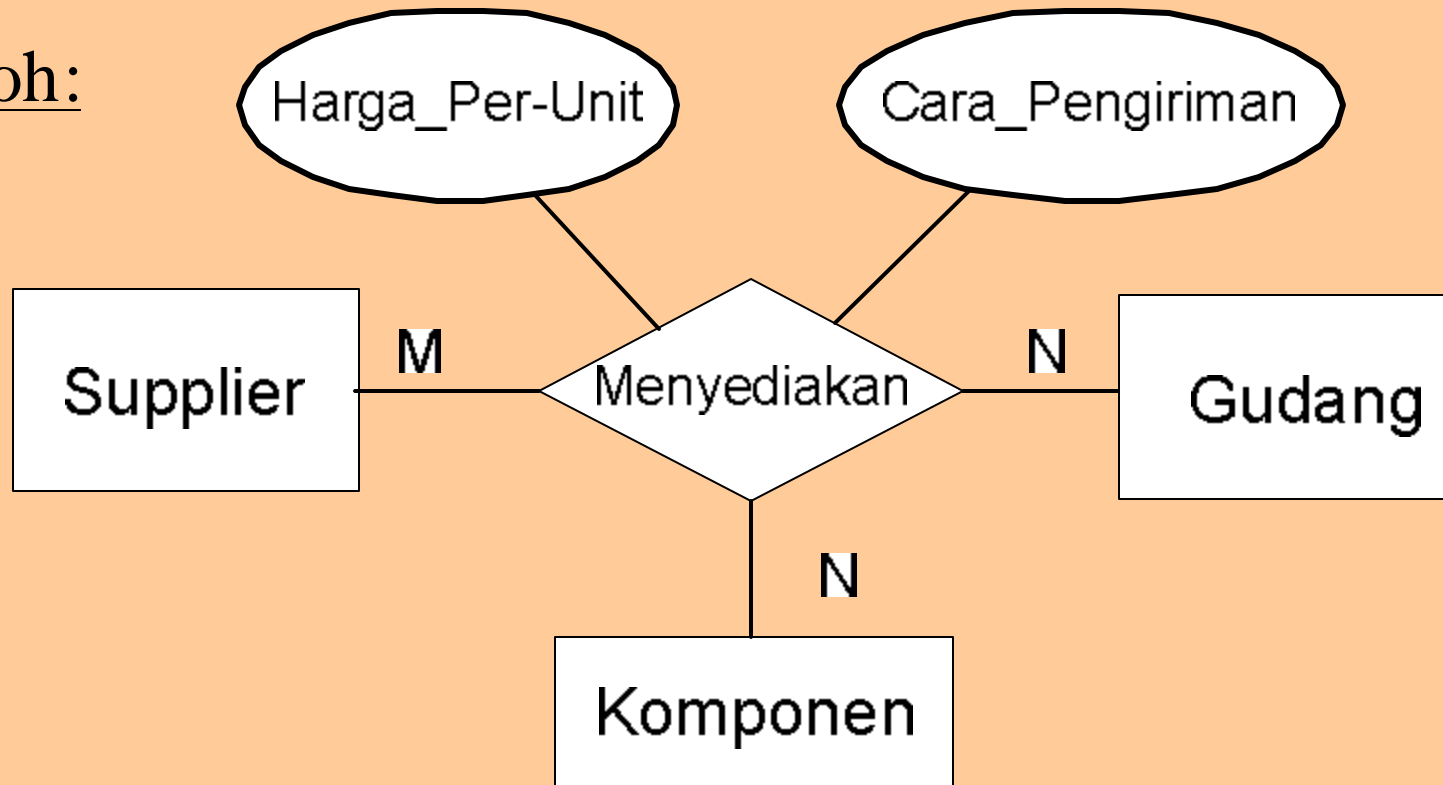 oh:
Harga_Per-Unit
Cara_Pengiriman
M
N
Supplier
Menyediakan
Gudang
N
Komponen